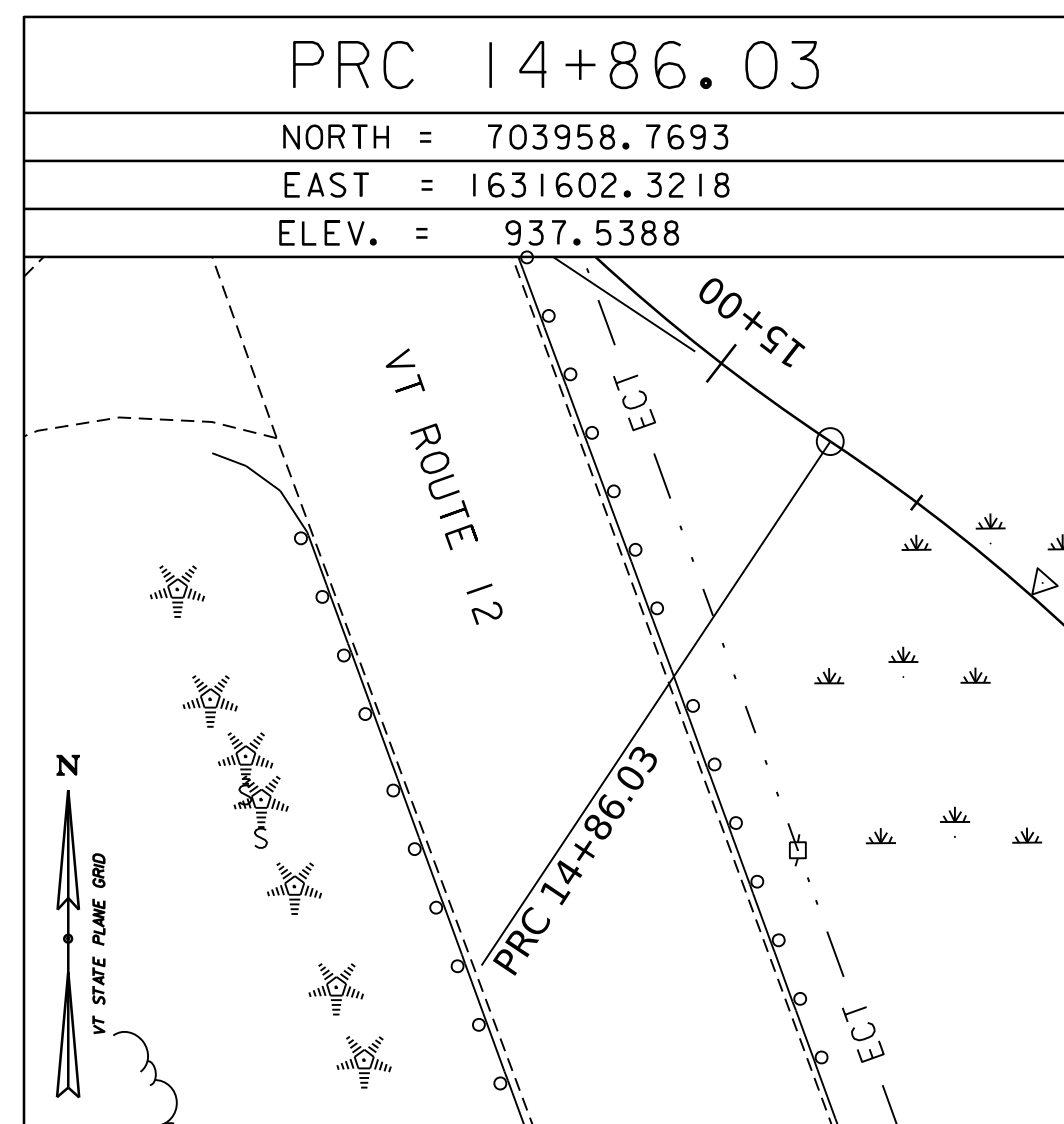 PRC 14+86.03
NORTH = 703958.7693
EAST = 1631602.3218
ELEV. = 937.5388
15+00
ECT
VT ROUTE 12
PRC 14+86.03
N
VT STATE PLANE GRID
S
S
ECT